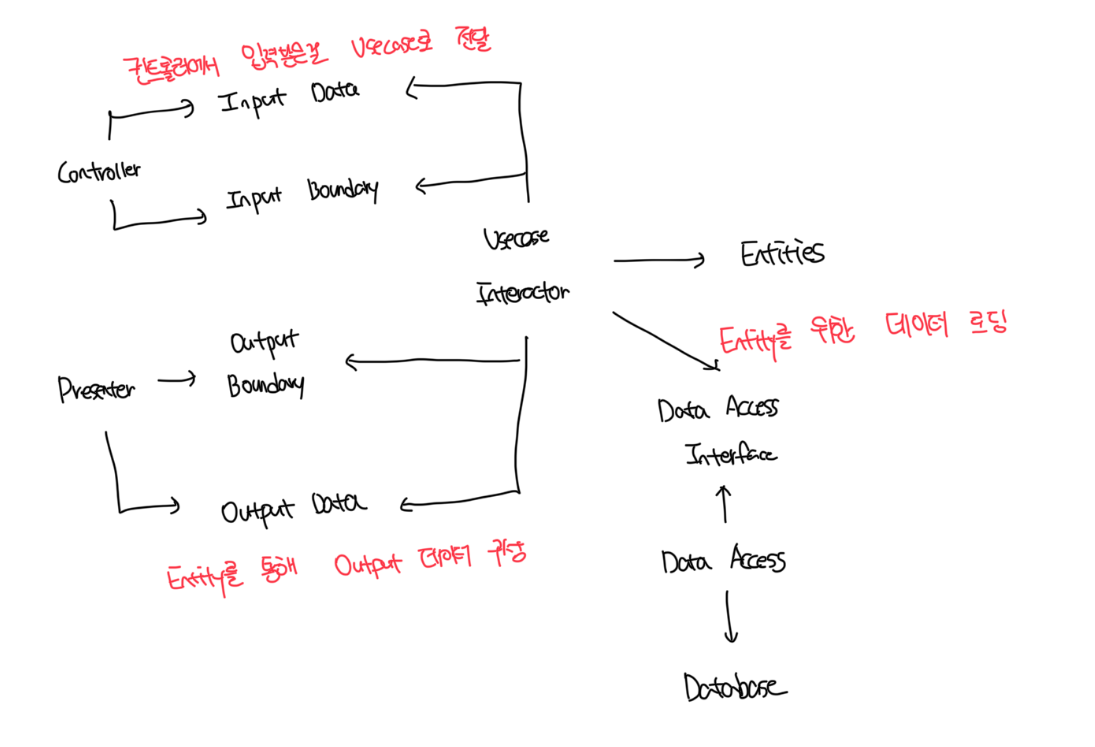 컨트롤러에서 입력받은걸 Usecase로 전달
Input Data
Controller
Input Boundary
Usecase
Interactor
Entities
Entity를 위한 데이터 로딩
Output
Boundary
Presenter
Data Access
Interface
Output Data
Entity를 통해 Output 데이터 구성
Data Access
Database